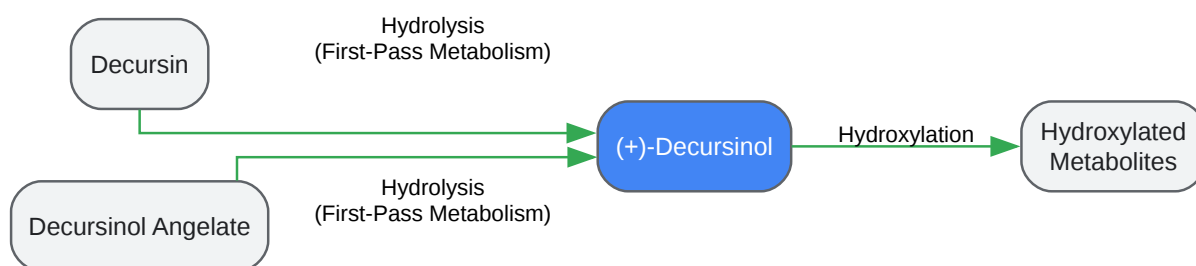 Hydrolysis
(First-Pass Metabolism)
Decursin
(+)-Decursinol
Hydroxylation
Hydroxylated
Metabolites
Hydrolysis
(First-Pass Metabolism)
Decursinol Angelate